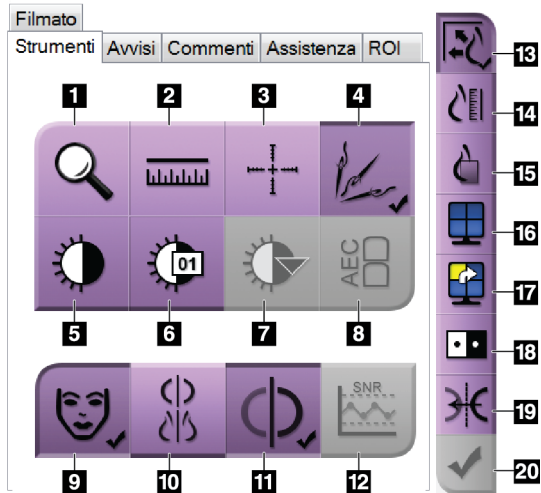 Filmato
Strumenti Avvisi Commenti Assistenza ROI
1 2 3 4
01
AEC
5 6 7 8
SNR
9 10 11 12
13
14
15
16
17
18
19
20